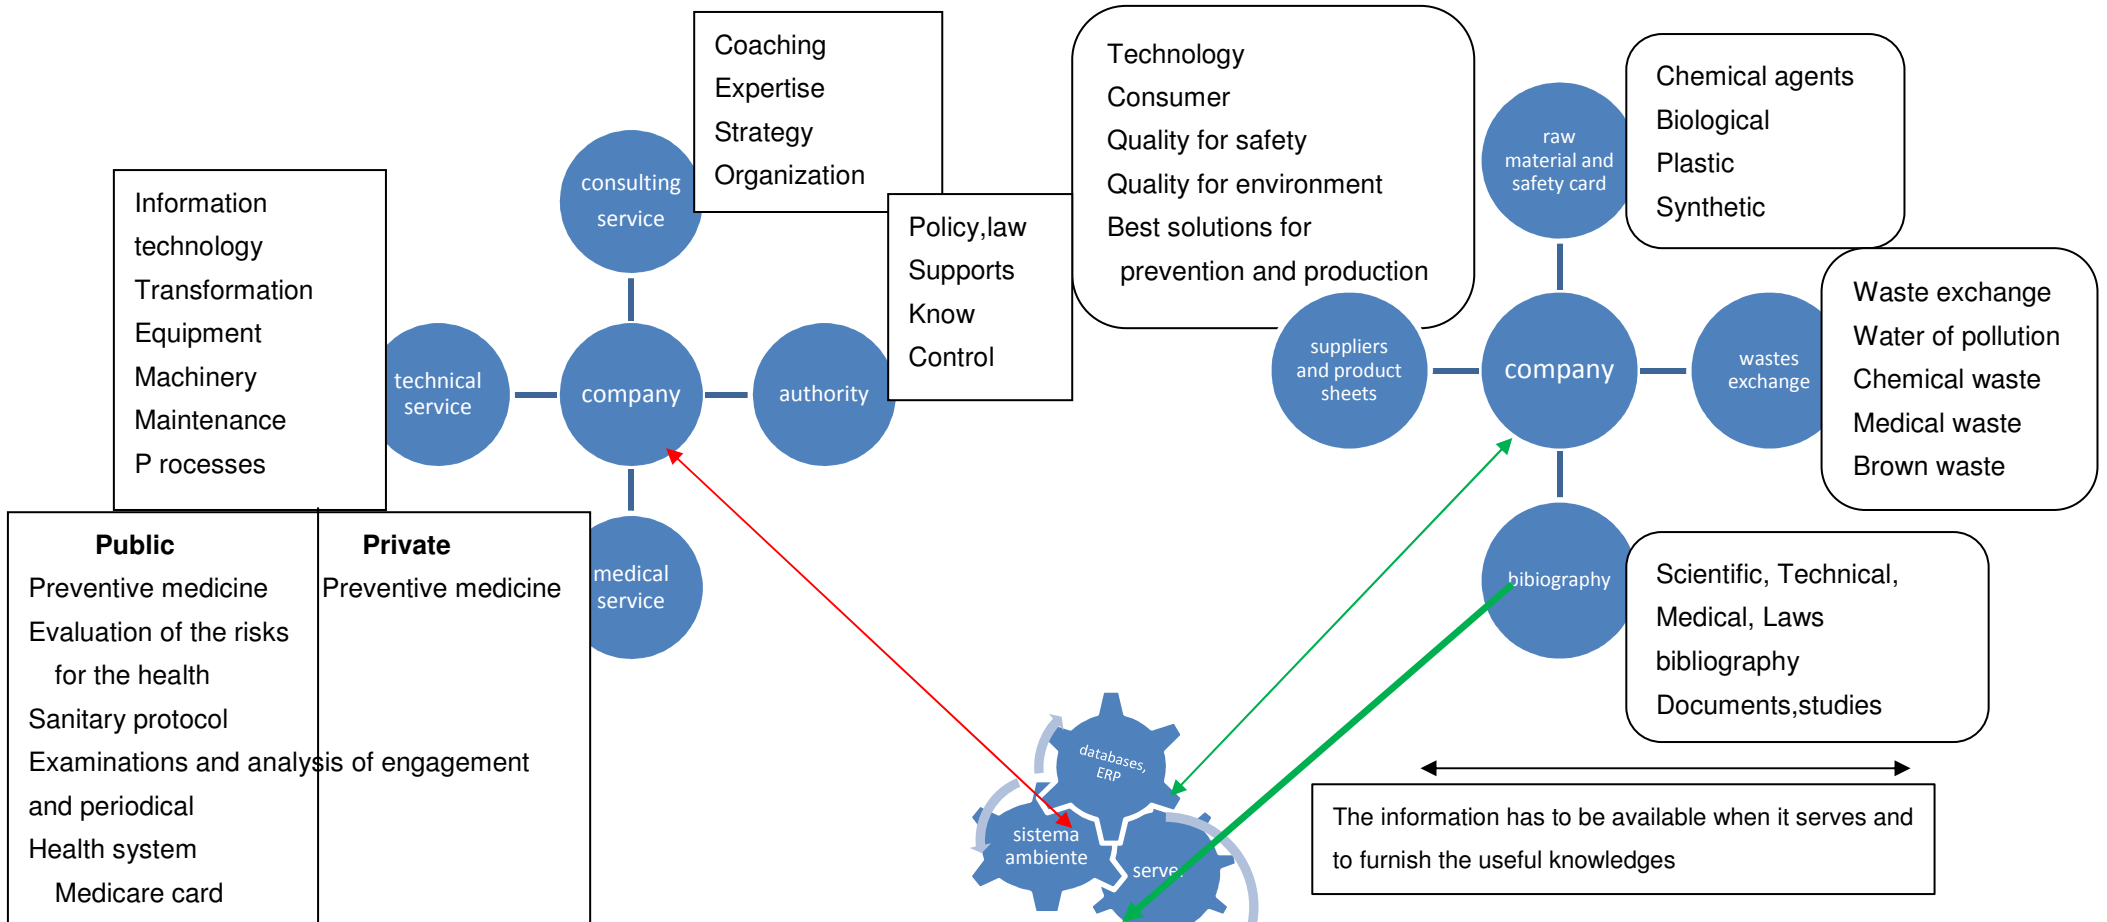 Coaching
Expertise
Strategy
Organization
consulting
service
Information
technology
Transformation
Equipment
Machinery
Maintenance
P rocesses
technical
service
company
authority
Policy,law
Supports
Know
Control
Public
Private
Preventive medicine
Preventive medicine
Evaluation of the risks
for the health
Sanitary protocol
Examinations and analysis of engagement
and periodical
Health system
Medicare card
medical
service
Technology
Consumer
Quality for safety
Quality for environment
Best solutions for
prevention and production
raw
material and
safety card
Chemical agents
Biological
Plastic
Synthetic
suppliers
and product
sheets
company
wastes
exchange
Waste exchange
Water of pollution
Chemical waste
Medical waste
Brown waste
bibiography
Scientific, Technical,
Medical, Laws
bibliography
Documents,studies
databases,
ERP
sistema
ambiente
server
The information has to be available when it serves and
to furnish the useful knowledges